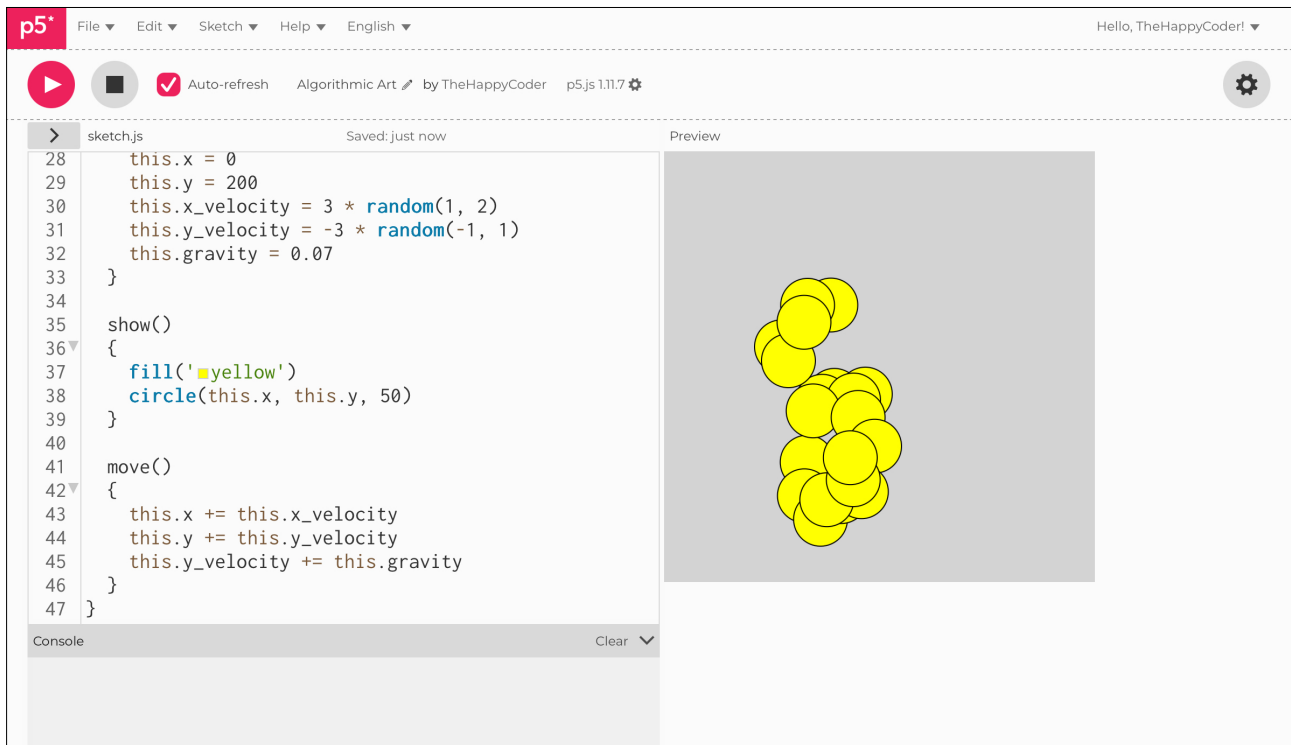 p5* File Edit Sketch Help English Hello, TheHappyCoder!
Auto-refresh Algorithmic Art by TheHappyCoder p5.js 1.11.7
sketch.js Saved: just now Preview
28 this.x = 0
29 this.y = 200
30 this.x_velocity = 3 * random(1, 2)
31 this.y_velocity = -3 * random(-1, 1)
32 this.gravity = 0.07
33 }
34
35 show()
36 {
37 fill('yellow')
38 circle(this.x, this.y, 50)
39 }
40
41 move()
42 {
43 this.x += this.x_velocity
44 this.y += this.y_velocity
45 this.y_velocity += this.gravity
46 }
47 }
Console Clear